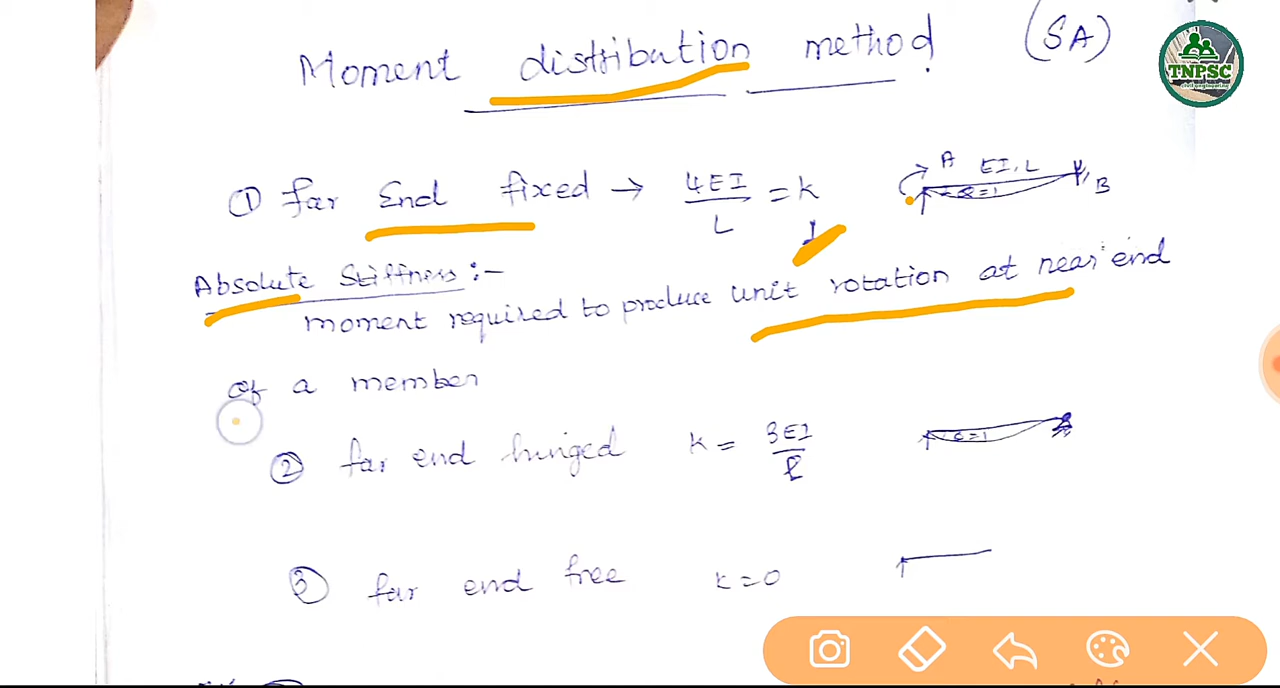 Moment distribution method (SA)
TNPSC
① Far End fixed → 4EI/L = k
A EI, L B
θ=1
Absolute Stiffness :-
moment required to produce unit rotation at near end
of a member
② far end hinged k = 3EI/l
θ=1
③ far end free k=0